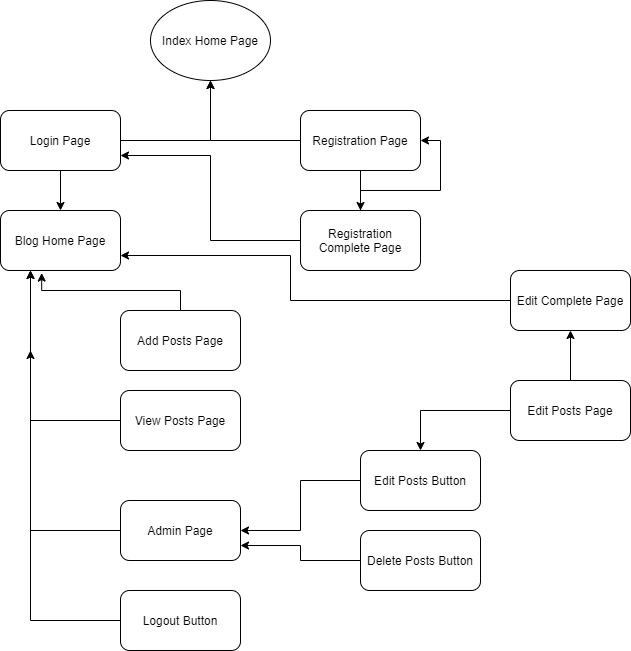 Index Home Page
Login Page
Registration Page
Blog Home Page
Registration
Complete Page
Edit Complete Page
Add Posts Page
View Posts Page
Edit Posts Page
Edit Posts Button
Admin Page
Delete Posts Button
Logout Button